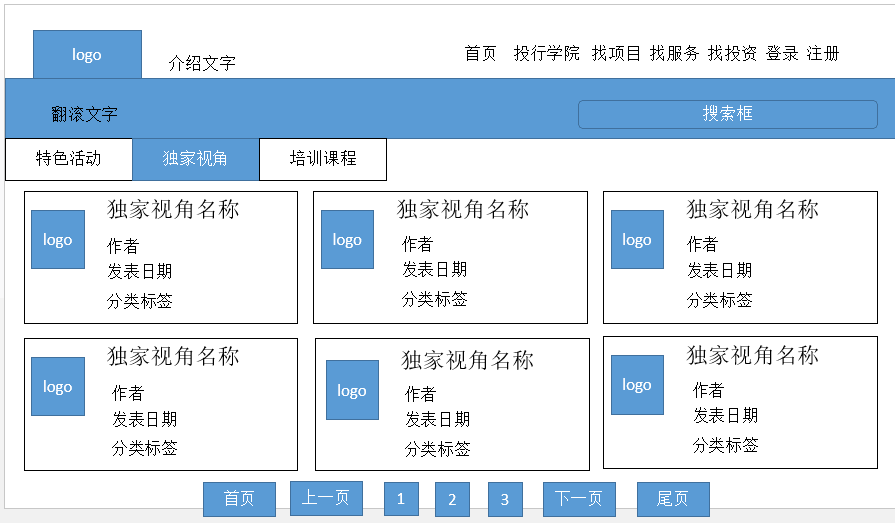 logo 介绍文字 首页 投行学院 找项目 找服务 找投资 登录 注册
翻滚文字 搜索框
特色活动 独家视角 培训课程
logo
独家视角名称
作者
发表日期
分类标签
logo
独家视角名称
作者
发表日期
分类标签
logo
独家视角名称
作者
发表日期
分类标签
logo
独家视角名称
作者
发表日期
分类标签
logo
独家视角名称
作者
发表日期
分类标签
logo
独家视角名称
作者
发表日期
分类标签
首页 上一页 1 2 3 下一页 尾页